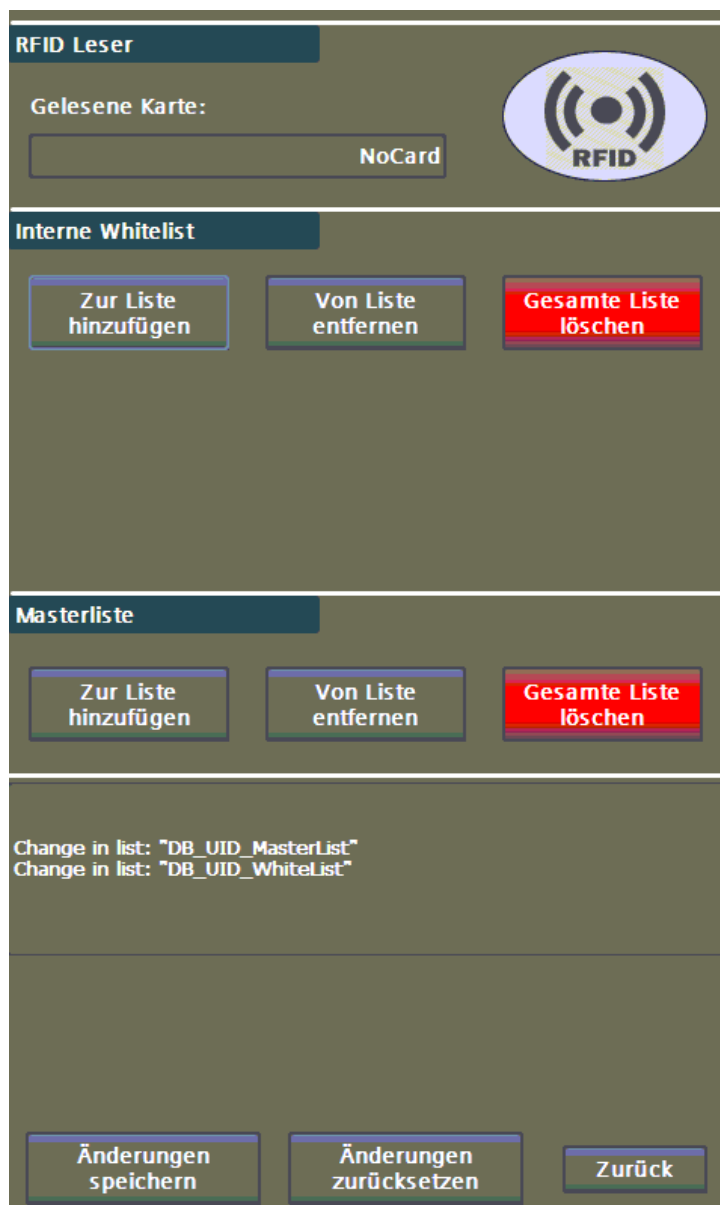 RFID Leser
Gelesene Karte:
NoCard
RFID
Interne Whitelist
Zur Liste
hinzufügen
Von Liste
entfernen
Gesamte Liste
löschen
Masterliste
Zur Liste
hinzufügen
Von Liste
entfernen
Gesamte Liste
löschen
Change in list: "DB_UID_MasterList"
Change in list: "DB_UID_WhiteList"
Änderungen
speichern
Änderungen
zurücksetzen
Zurück